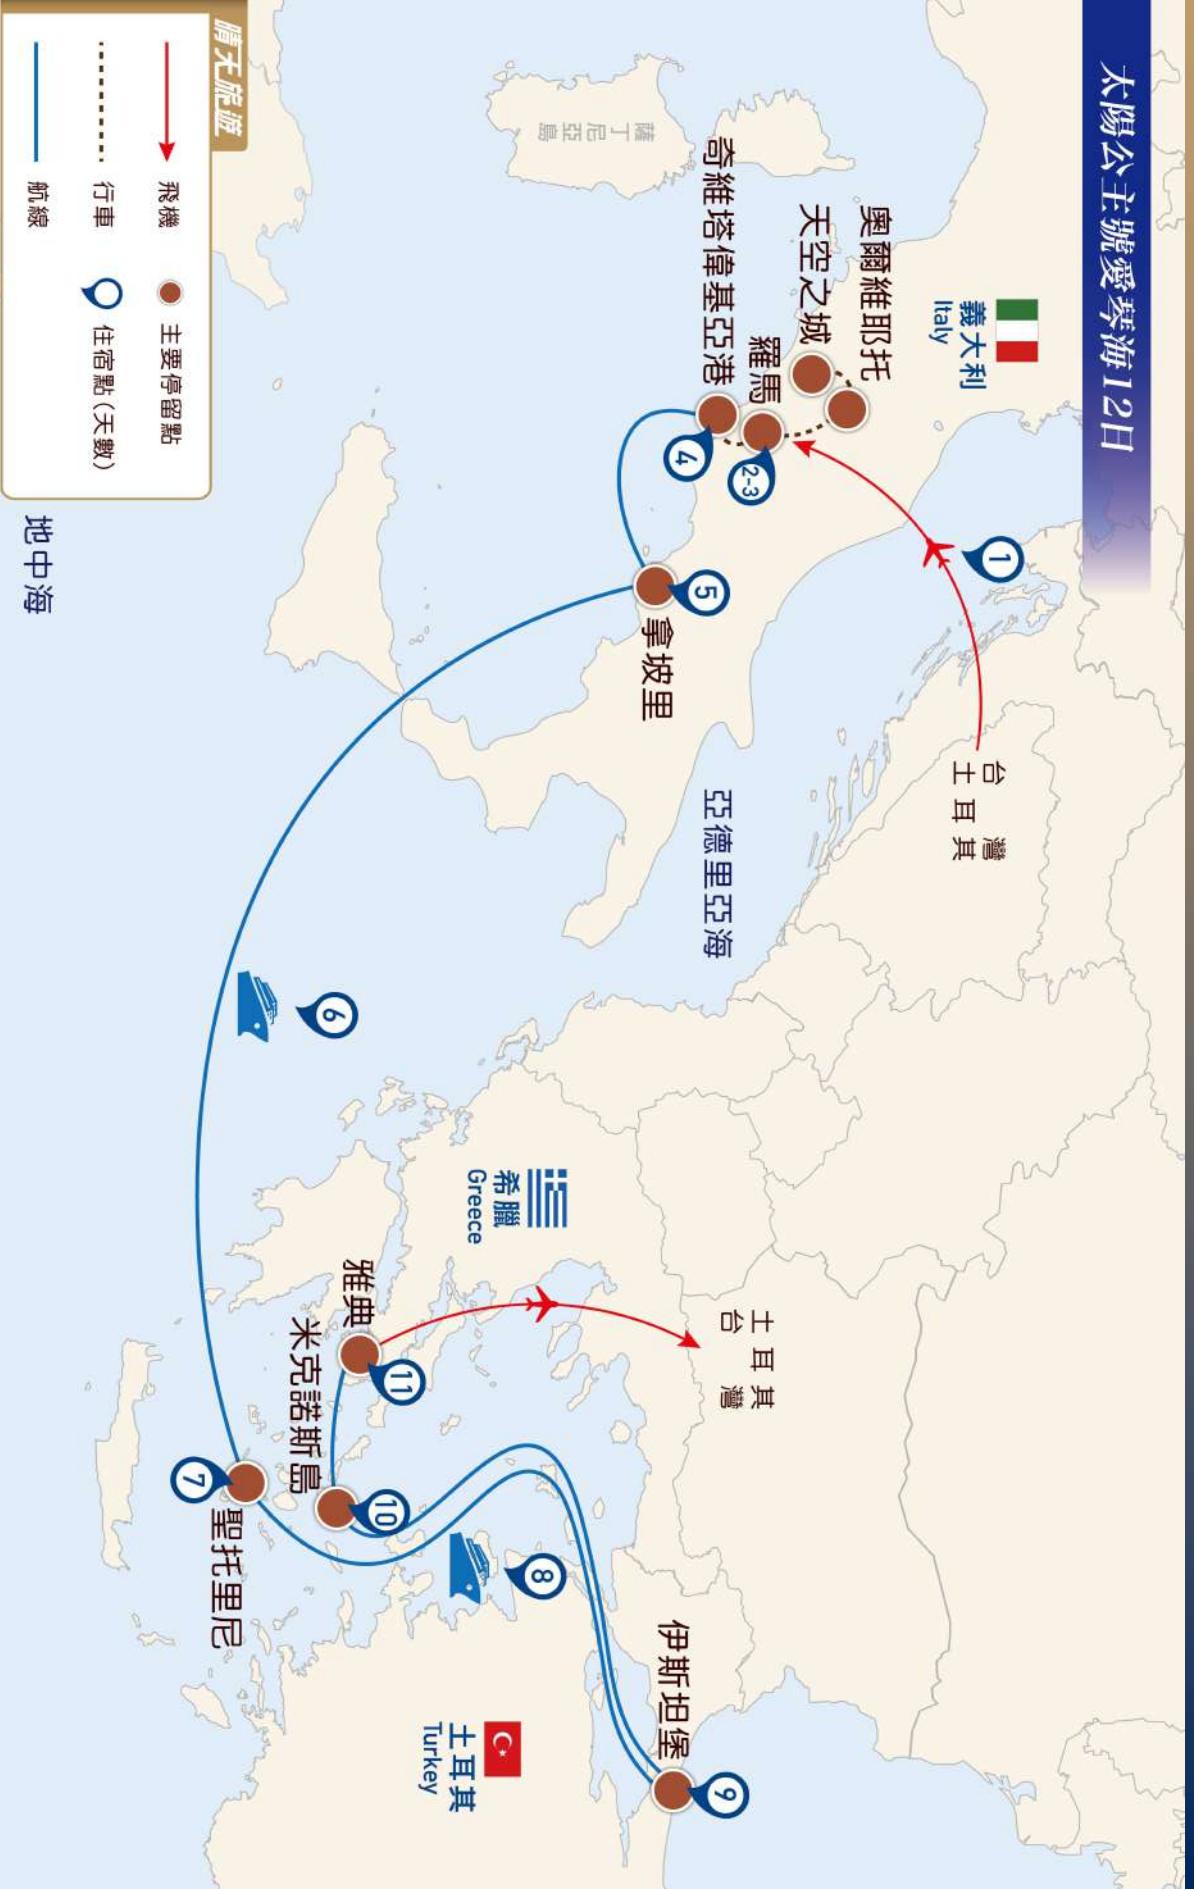 太陽公主號愛琴海12日
義大利
Italy
奧爾維耶托
天空之城
羅馬
奇維塔偉基亞港
薩丁尼亞島
1
2-3
4
5
拿坡里
台灣
土耳其
亞德里亞海
地中海
6
希臘
Greece
雅典
11
土耳其
台灣
米克諾斯島
10
7
聖托里尼
8
伊斯坦堡
9
土耳其
Turkey
晴天旅遊
飛機
主要停留點
行車
住宿點(天數)
航線